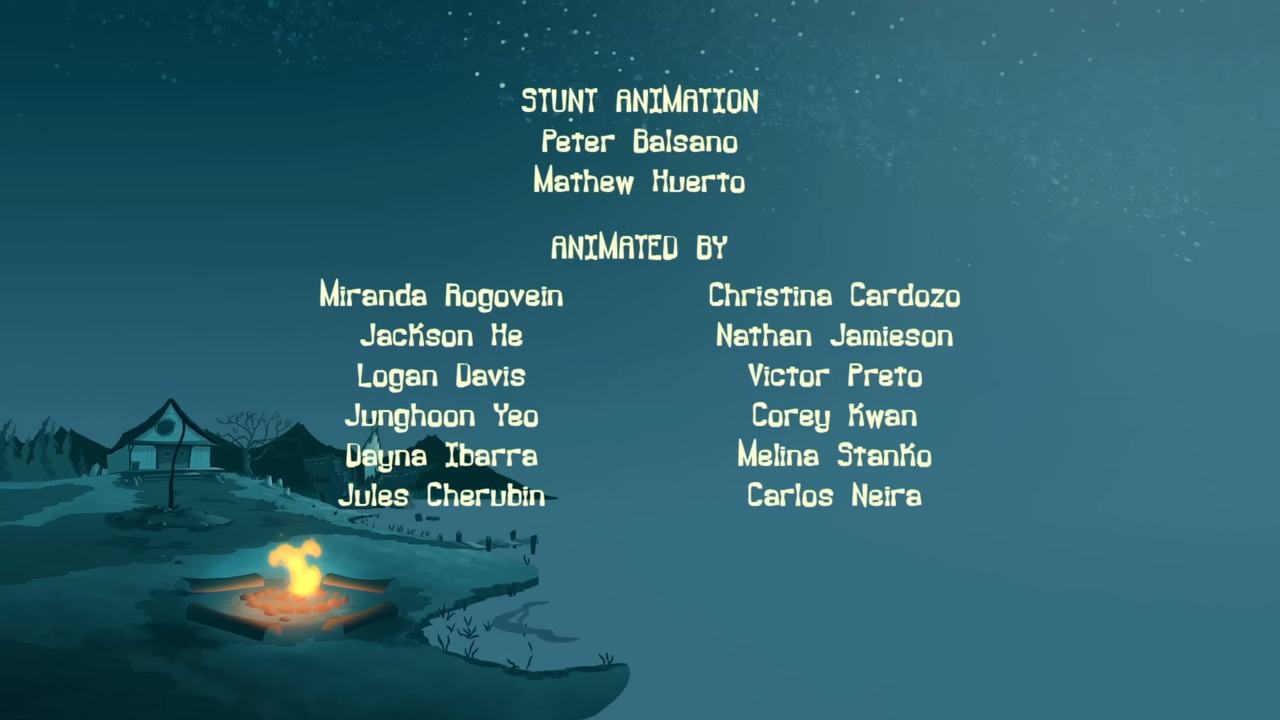 STUNT ANIMATION
Peter Balsano
Mathew Huerto
ANIMATED BY
Miranda Rogovein
Jackson He
Logan Davis
Junghoon Yeo
Dayna Ibarra
Jules Cherubin
Christina Cardozo
Nathan Jamieson
Victor Preto
Corey Kwan
Melina Stanko
Carlos Neira